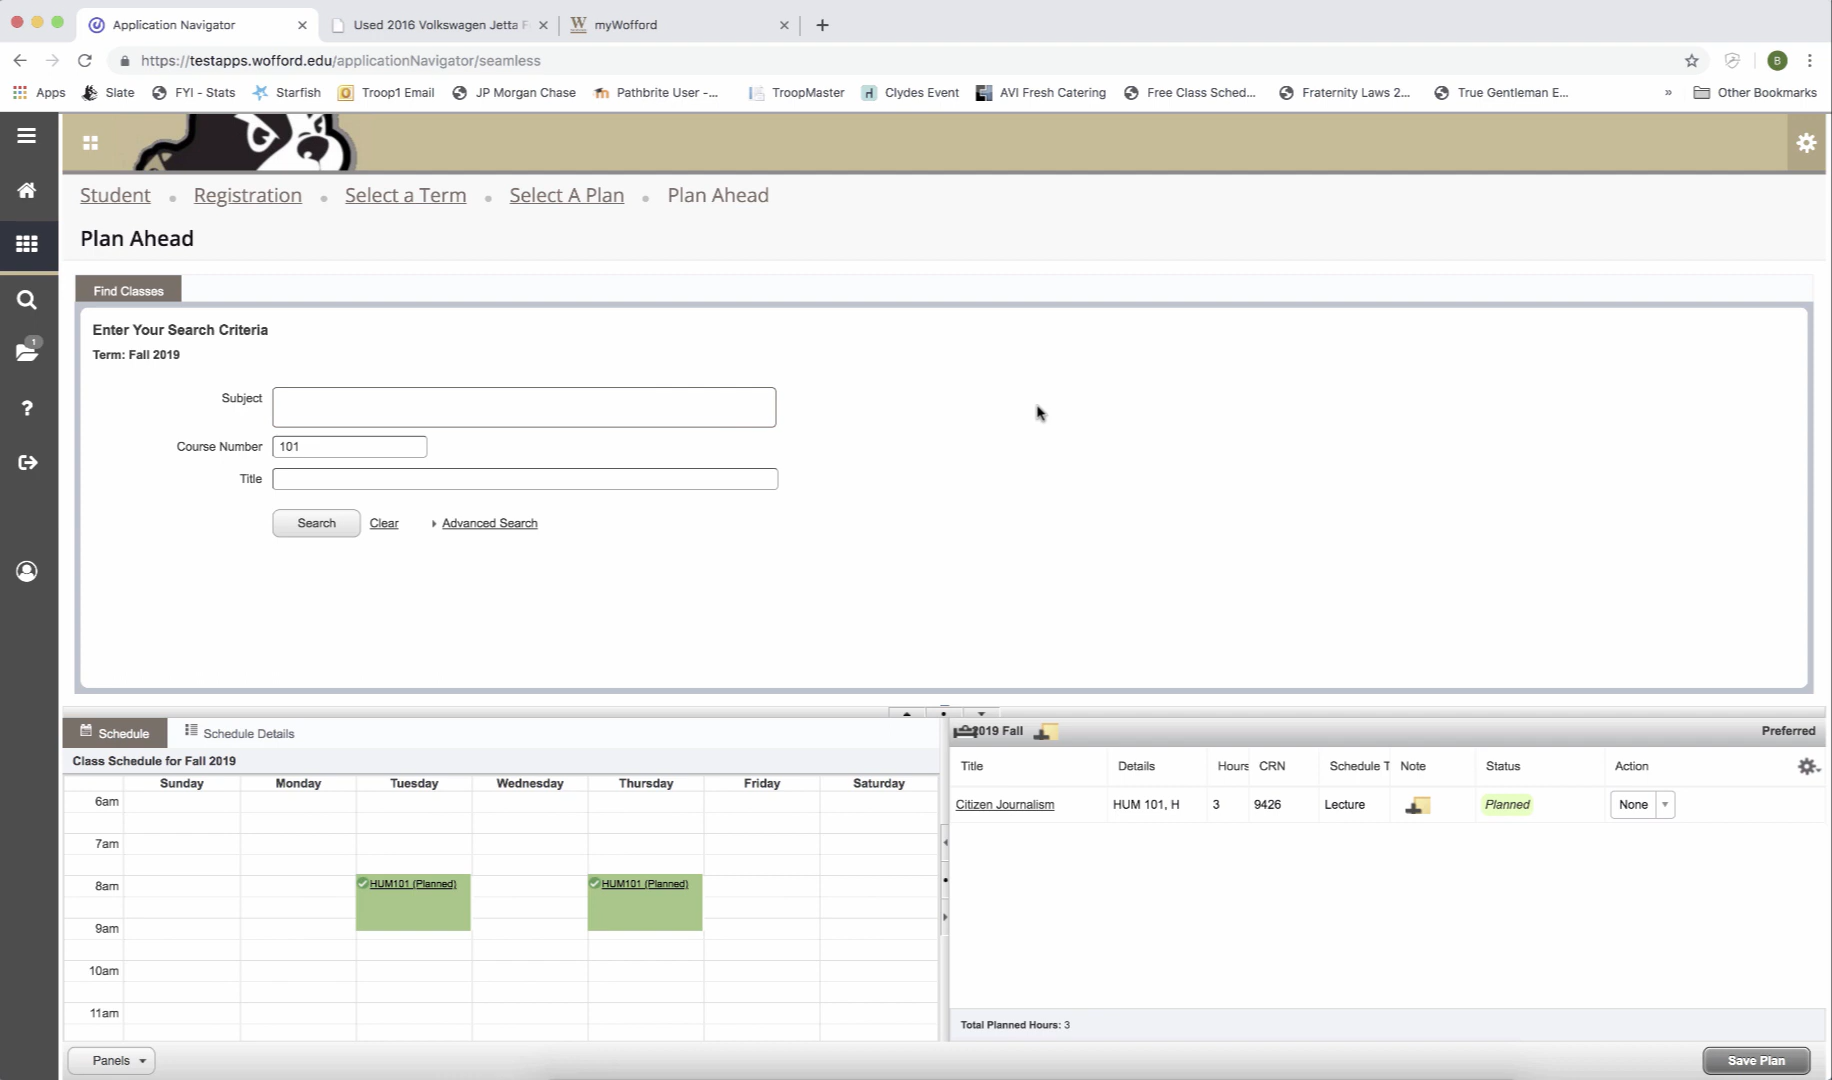 Application Navigator
Used 2016 Volkswagen Jetta F
W myWofford
https://testapps.wofford.edu/applicationNavigator/seamless
B
Apps Slate FYI - Stats Starfish Troop1 Email JP Morgan Chase Pathbrite User -... TroopMaster Clydes Event AVI Fresh Catering Free Class Sched... Fraternity Laws 2... True Gentleman E... » Other Bookmarks
Student • Registration • Select a Term • Select A Plan • Plan Ahead
Plan Ahead
Find Classes
Enter Your Search Criteria
Term: Fall 2019
1
Subject
?
Course Number 101
Title
Search Clear Advanced Search
Schedule Schedule Details
Class Schedule for Fall 2019
Sunday Monday Tuesday Wednesday Thursday Friday Saturday
6am
7am
8am HUM101 (Planned) HUM101 (Planned)
9am
10am
11am
2019 Fall Preferred
Title Details Hours CRN Schedule T Note Status Action
Citizen Journalism HUM 101, H 3 9426 Lecture Planned None
Total Planned Hours: 3
Panels Save Plan